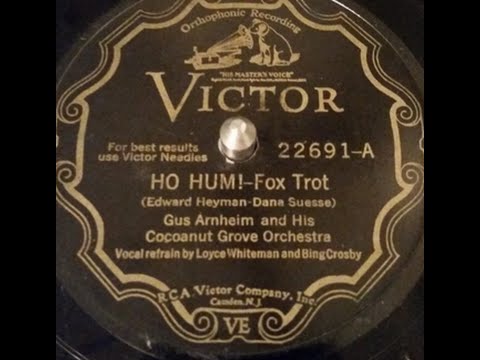 Orthophonic Recording
"HIS MASTER'S VOICE"
VICTOR
For best results
use Victor Needles
22691-A
HO HUM!-Fox Trot
(Edward Heyman-Dana Suesse)
Gus Arnheim and His
Cocoanut Grove Orchestra
Vocal refrain by Loyce Whiteman and Bing Crosby
R.C.A. Victor Company, Inc.
Camden, N.J.
VE